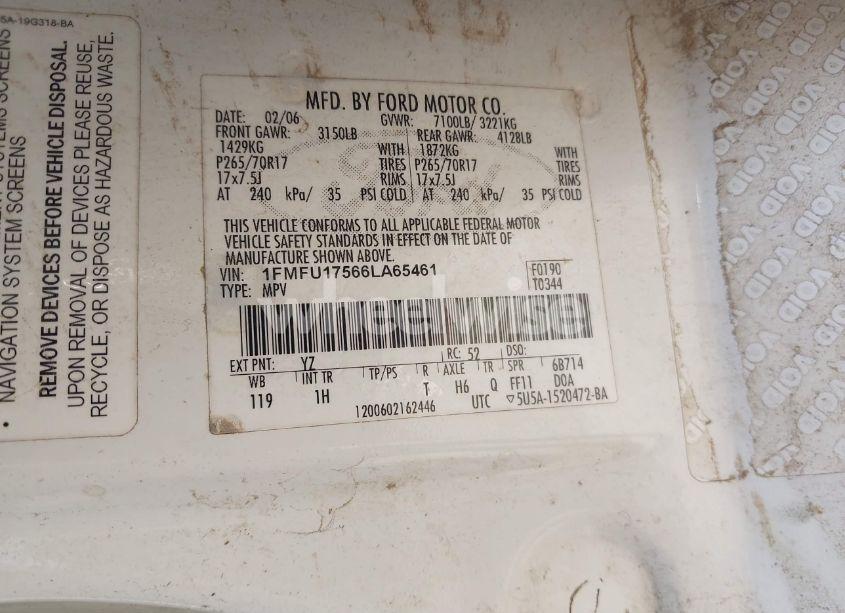 5A-19G318-BA
SYSTEMS SCREENS
NAVIGATION SYSTEM SCREENS
REMOVE DEVICES BEFORE VEHICLE DISPOSAL.
UPON REMOVAL OF DEVICES PLEASE REUSE,
RECYCLE, OR DISPOSE AS HAZARDOUS WASTE.
MFD. BY FORD MOTOR CO.
DATE: 02/06 GVWR: 7100LB/ 3221KG
FRONT GAWR: 3150LB REAR GAWR: 4128LB
1429KG WITH 1872KG WITH
P265/70R17 TIRES P265/70R17 TIRES
17x7.5J RIMS 17x7.5J RIMS
AT 240 kPa/ 35 PSI COLD AT 240 kPa/ 35 PSI COLD
THIS VEHICLE CONFORMS TO ALL APPLICABLE FEDERAL MOTOR
VEHICLE SAFETY STANDARDS IN EFFECT ON THE DATE OF
MANUFACTURE SHOWN ABOVE.
VIN: 1FMFU17566LA65461 F0190
TYPE: MPV T0344
EXT PNT: YZ RC: 52 DSO:
WB INT TR TP/PS R AXLE TR SPR 6B714
119 1H T H6 Q FF11 DOA
1200602162446 UTC ▽5U5A-1520472-BA
VOID VOID VOID VOID VOID